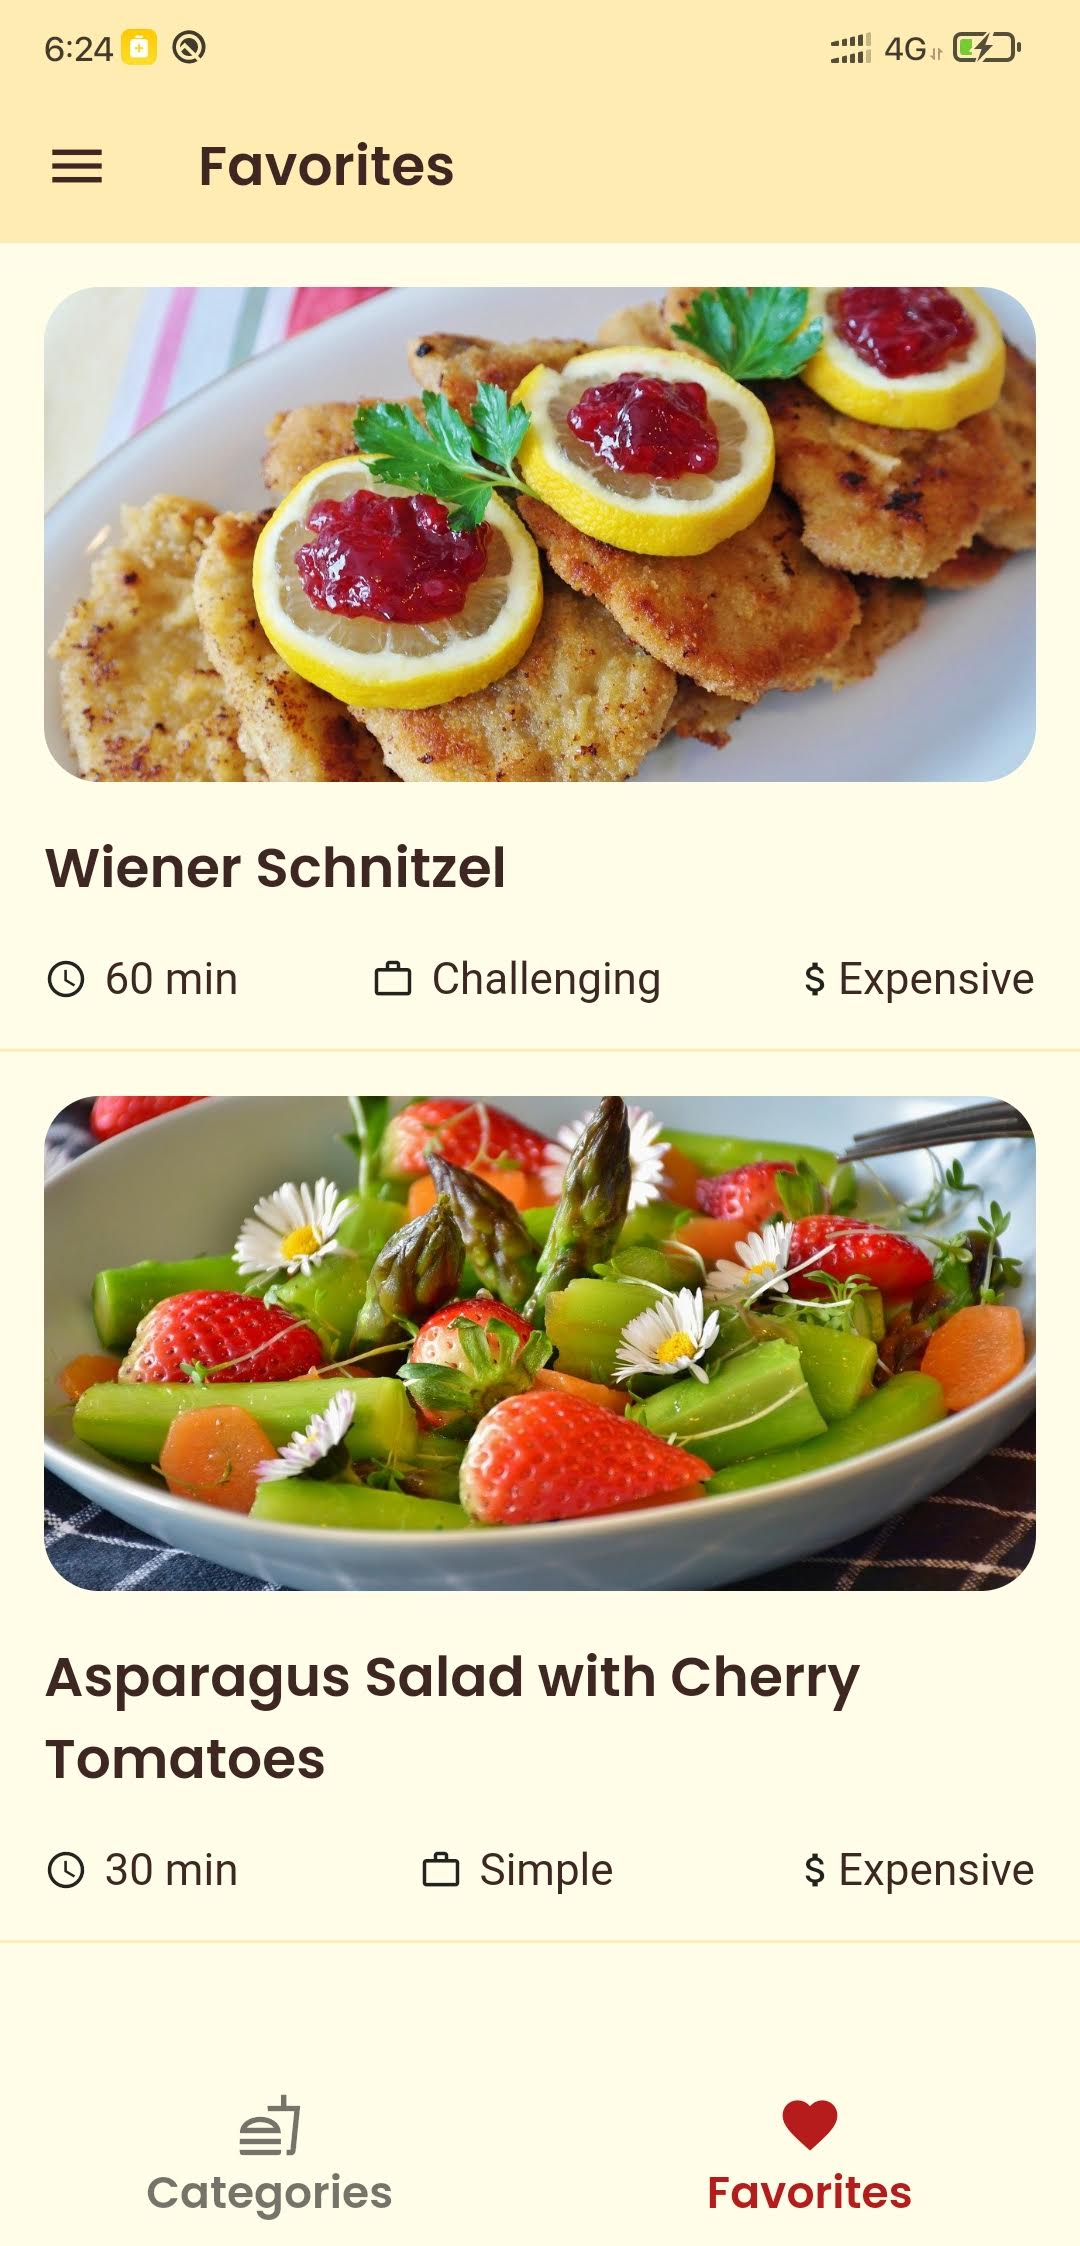 6:24
4G
Favorites
Wiener Schnitzel
60 min
Challenging
$ Expensive
Asparagus Salad with Cherry
Tomatoes
30 min
Simple
$ Expensive
Categories
Favorites